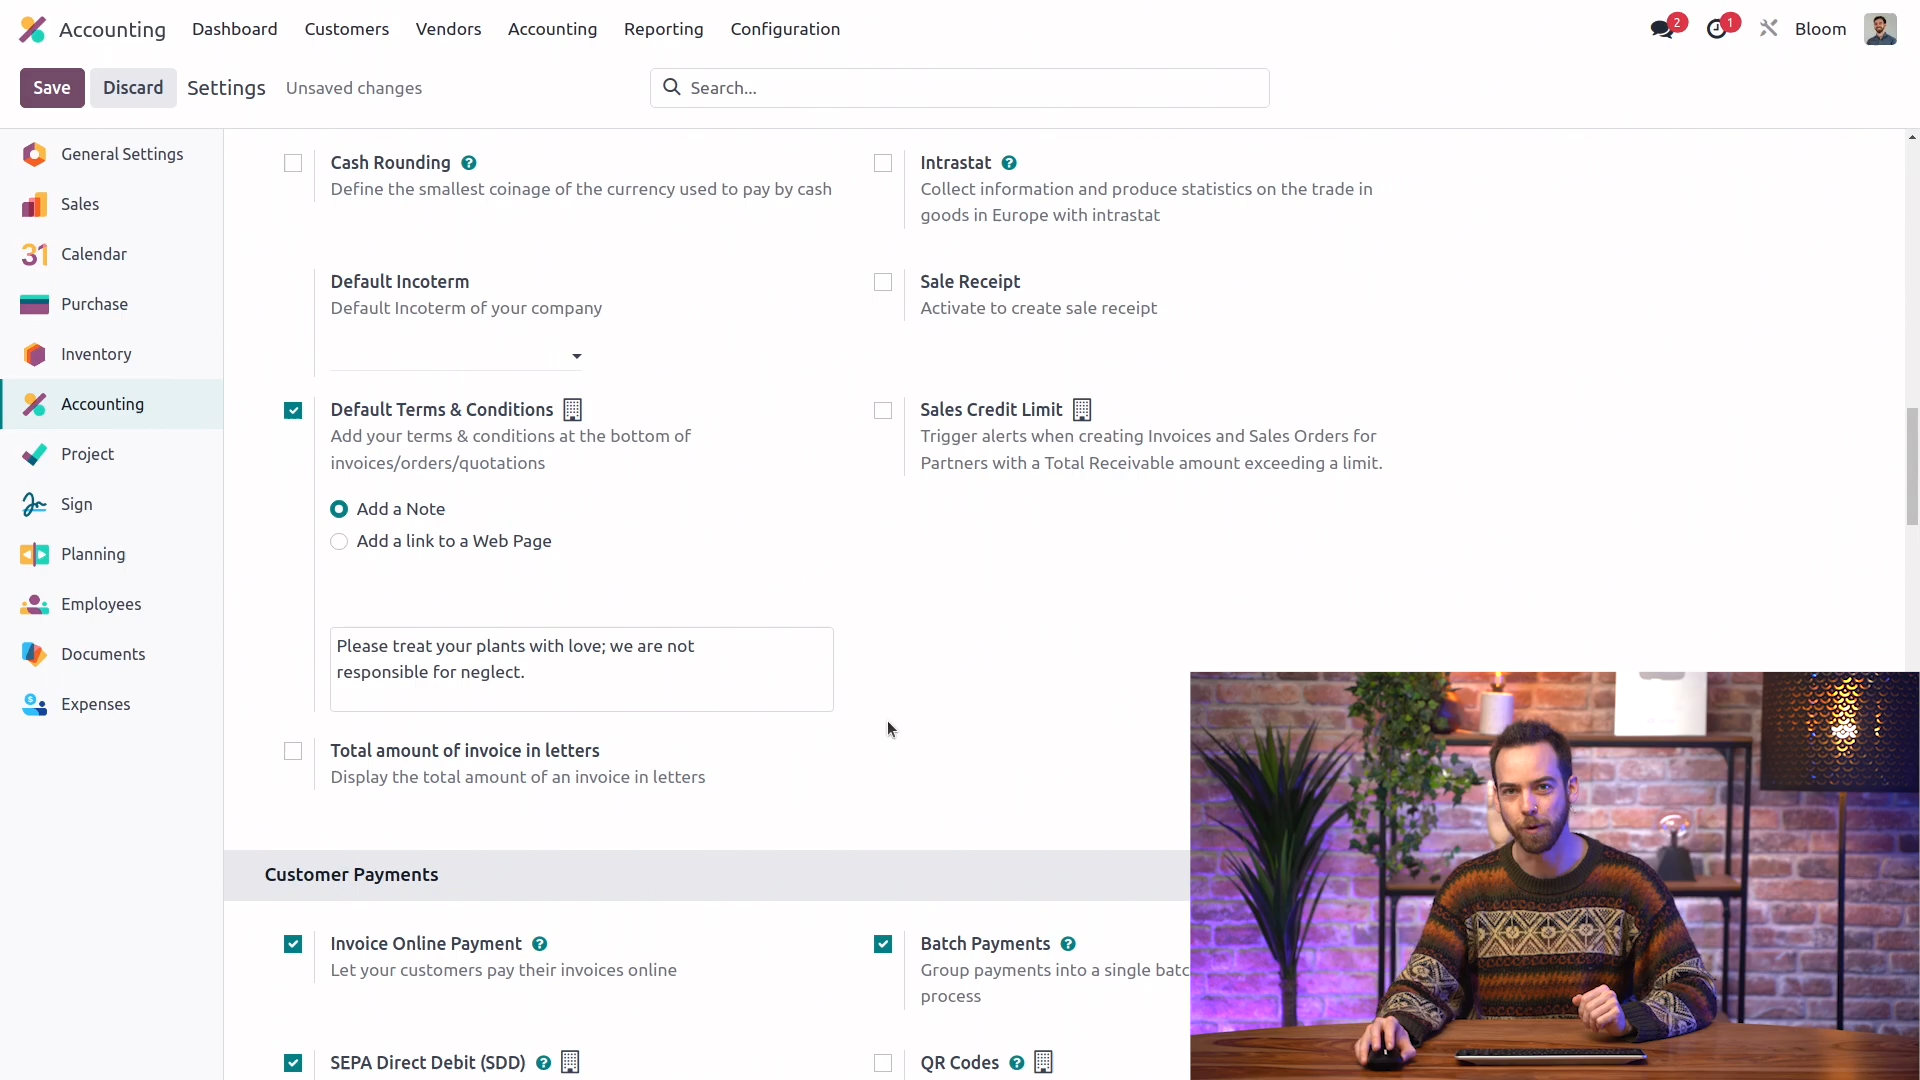 Accounting Dashboard Customers Vendors Accounting Reporting Configuration 2 1 Bloom
Save Discard Settings Unsaved changes Search...
General Settings
Sales
31 Calendar
Purchase
Inventory
Accounting
Project
Sign
Planning
Employees
Documents
Expenses
Cash Rounding ?
Define the smallest coinage of the currency used to pay by cash
Intrastat ?
Collect information and produce statistics on the trade in
goods in Europe with intrastat
Default Incoterm
Default Incoterm of your company
Sale Receipt
Activate to create sale receipt
Default Terms & Conditions
Add your terms & conditions at the bottom of
invoices/orders/quotations
Add a Note
Add a link to a Web Page
Please treat your plants with love; we are not
responsible for neglect.
Sales Credit Limit
Trigger alerts when creating Invoices and Sales Orders for
Partners with a Total Receivable amount exceeding a limit.
Total amount of invoice in letters
Display the total amount of an invoice in letters
Customer Payments
Invoice Online Payment ?
Let your customers pay their invoices online
Batch Payments ?
Group payments into a single batc
process
SEPA Direct Debit (SDD) ?
QR Codes ?